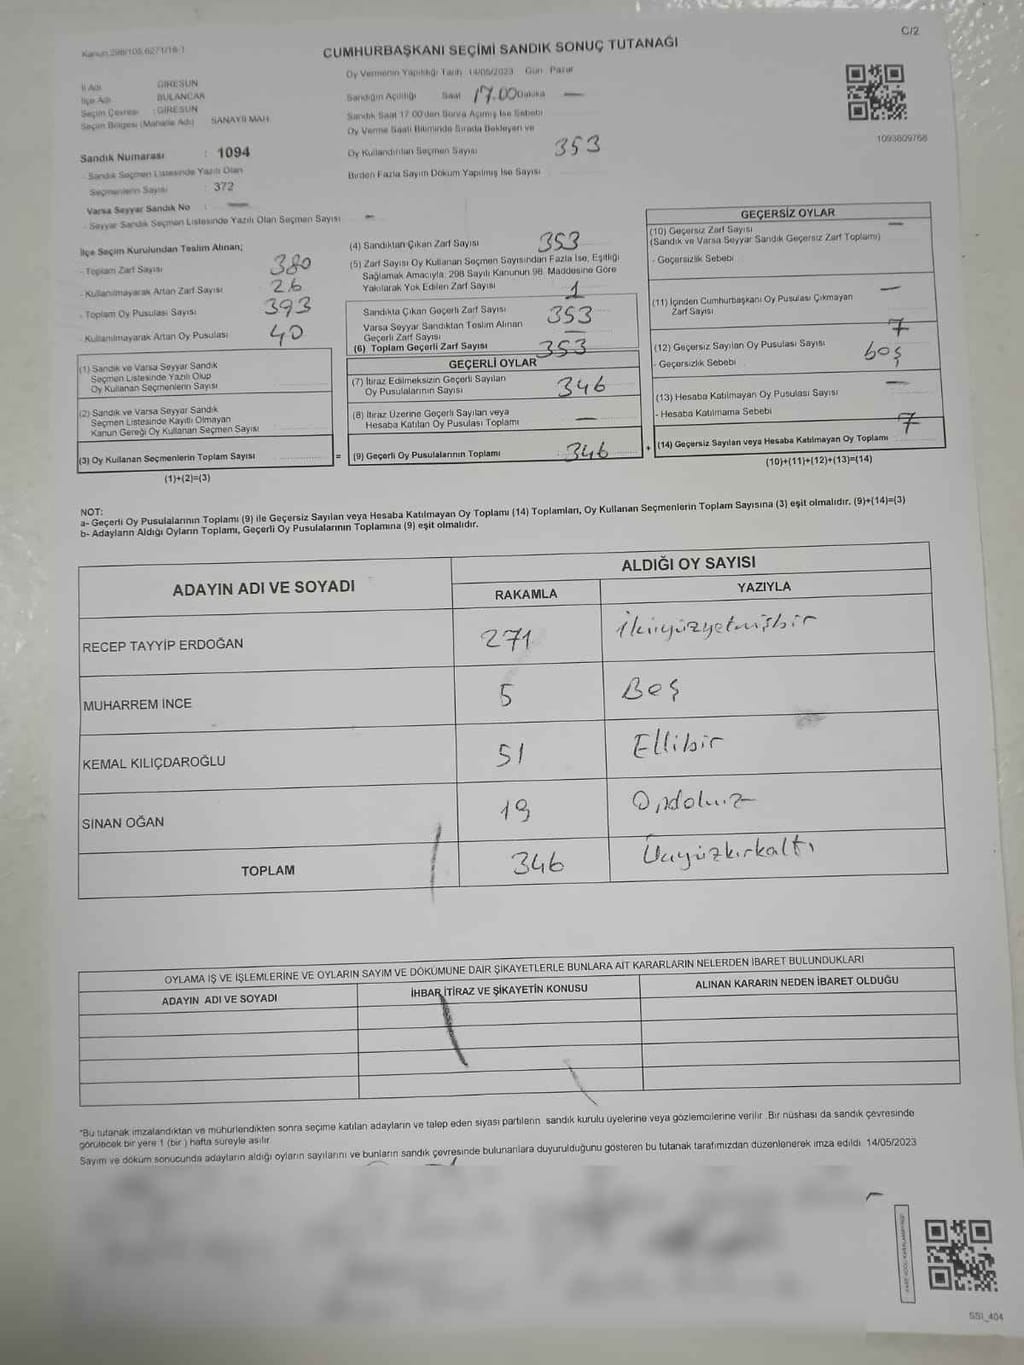 C/2
Kanun:298/105,6271/16-1
CUMHURBAŞKANI SEÇİMİ SANDIK SONUÇ TUTANAĞI
Oy Vermenin Yapıldığı Tarih 14/05/2023 Gün Pazar
İl Adı GİRESUN
İlçe Adı BULANCAK
Seçim Çevresi : GİRESUN
Seçim Bölgesi (Mahalle Adı) SANAYİİ MAH.
Sandığın Açıldığı Saat 17.00 Dakika —
Sandık Saat 17 00'den Sonra Açılmış İse Sebebi
Oy Verme Saati Bitiminde Sırada Bekleyen ve
Oy Kullandırılan Seçmen Sayısı 353
Birden Fazla Sayım Döküm Yapılmış İse Sayısı
1093809768
Sandık Numarası : 1094
- Sandık Seçmen Listesinde Yazılı Olan
Seçmenlerin Sayısı : 372
Varsa Seyyar Sandık No : —
- Seyyar Sandık Seçmen Listesinde Yazılı Olan Seçmen Sayısı —
İlçe Seçim Kurulundan Teslim Alınan;
- Toplam Zarf Sayısı 380
- Kullanılmayarak Artan Zarf Sayısı 26
- Toplam Oy Pusulası Sayısı 393
- Kullanılmayarak Artan Oy Pusulası 40
(1) Sandık ve Varsa Seyyar Sandık
Seçmen Listesinde Yazılı Olup
Oy Kullanan Seçmenlerin Sayısı
(2) Sandık ve Varsa Seyyar Sandık
Seçmen Listesinde Kayıtlı Olmayan
Kanun Gereği Oy Kullanan Seçmen Sayısı
(3) Oy Kullanan Seçmenlerin Toplam Sayısı
(1)+(2)=(3)
=
(4) Sandıktan Çıkan Zarf Sayısı 353
(5) Zarf Sayısı Oy Kullanan Seçmen Sayısından Fazla İse, Eşitliği
Sağlamak Amacıyla; 298 Sayılı Kanunun 98. Maddesine Göre
Yakılarak Yok Edilen Zarf Sayısı 1
Sandıkta Çıkan Geçerli Zarf Sayısı 353
Varsa Seyyar Sandıktan Teslim Alınan
Geçerli Zarf Sayısı —
(6) Toplam Geçerli Zarf Sayısı 353
GEÇERLİ OYLAR
(7) İtiraz Edilmeksizin Geçerli Sayılan
Oy Pusulalarının Sayısı 346
(8) İtiraz Üzerine Geçerli Sayılan veya
Hesaba Katılan Oy Pusulası Toplamı —
(9) Geçerli Oy Pusulalarının Toplamı 346
+
GEÇERSİZ OYLAR
(10) Geçersiz Zarf Sayısı —
(Sandık ve Varsa Seyyar Sandık Geçersiz Zarf Toplamı)
- Geçersizlik Sebebi
(11) İçinden Cumhurbaşkanı Oy Pusulası Çıkmayan
Zarf Sayısı —
(12) Geçersiz Sayılan Oy Pusulası Sayısı 7
- Geçersizlik Sebebi boş
(13) Hesaba Katılmayan Oy Pusulası Sayısı —
- Hesaba Katılmama Sebebi
(14) Geçersiz Sayılan veya Hesaba Katılmayan Oy Toplamı 7
(10)+(11)+(12)+(13)=(14)
NOT:
a- Geçerli Oy Pusulalarının Toplamı (9) ile Geçersiz Sayılan veya Hesaba Katılmayan Oy Toplamı (14) Toplamları, Oy Kullanan Seçmenlerin Toplam Sayısına (3) eşit olmalıdır. (9)+(14)=(3)
b- Adayların Aldığı Oyların Toplamı, Geçerli Oy Pusulalarının Toplamına (9) eşit olmalıdır.
ADAYIN ADI VE SOYADI
ALDIĞI OY SAYISI
RAKAMLA YAZIYLA
RECEP TAYYİP ERDOĞAN 271 İkiyüzyetmişbir
MUHARREM İNCE 5 Beş
KEMAL KILIÇDAROĞLU 51 Ellibir
SİNAN OĞAN 19 Ondokuz
TOPLAM 346 Üçyüzkırkaltı
OYLAMA İŞ VE İŞLEMLERİNE VE OYLARIN SAYIM VE DÖKÜMÜNE DAİR ŞİKAYETLERLE BUNLARA AİT KARARLARIN NELERDEN İBARET BULUNDUKLARI
ADAYIN ADI VE SOYADI İHBAR,İTİRAZ VE ŞİKAYETİN KONUSU ALINAN KARARIN NEDEN İBARET OLDUĞU
*Bu tutanak imzalandıktan ve mühürlendikten sonra seçime katılan adayların ve talep eden siyasi partilerin sandık kurulu üyelerine veya gözlemcilerine verilir. Bir nüshası da sandık çevresinde
görülecek bir yere 1 (bir) hafta süreyle asılır.
Sayım ve döküm sonucunda adayların aldığı oyların sayılarını ve bunların sandık çevresinde bulunanlara duyurulduğunu gösteren bu tutanak tarafımızdan düzenlenerek imza edildi. 14/05/2023
SSI_404